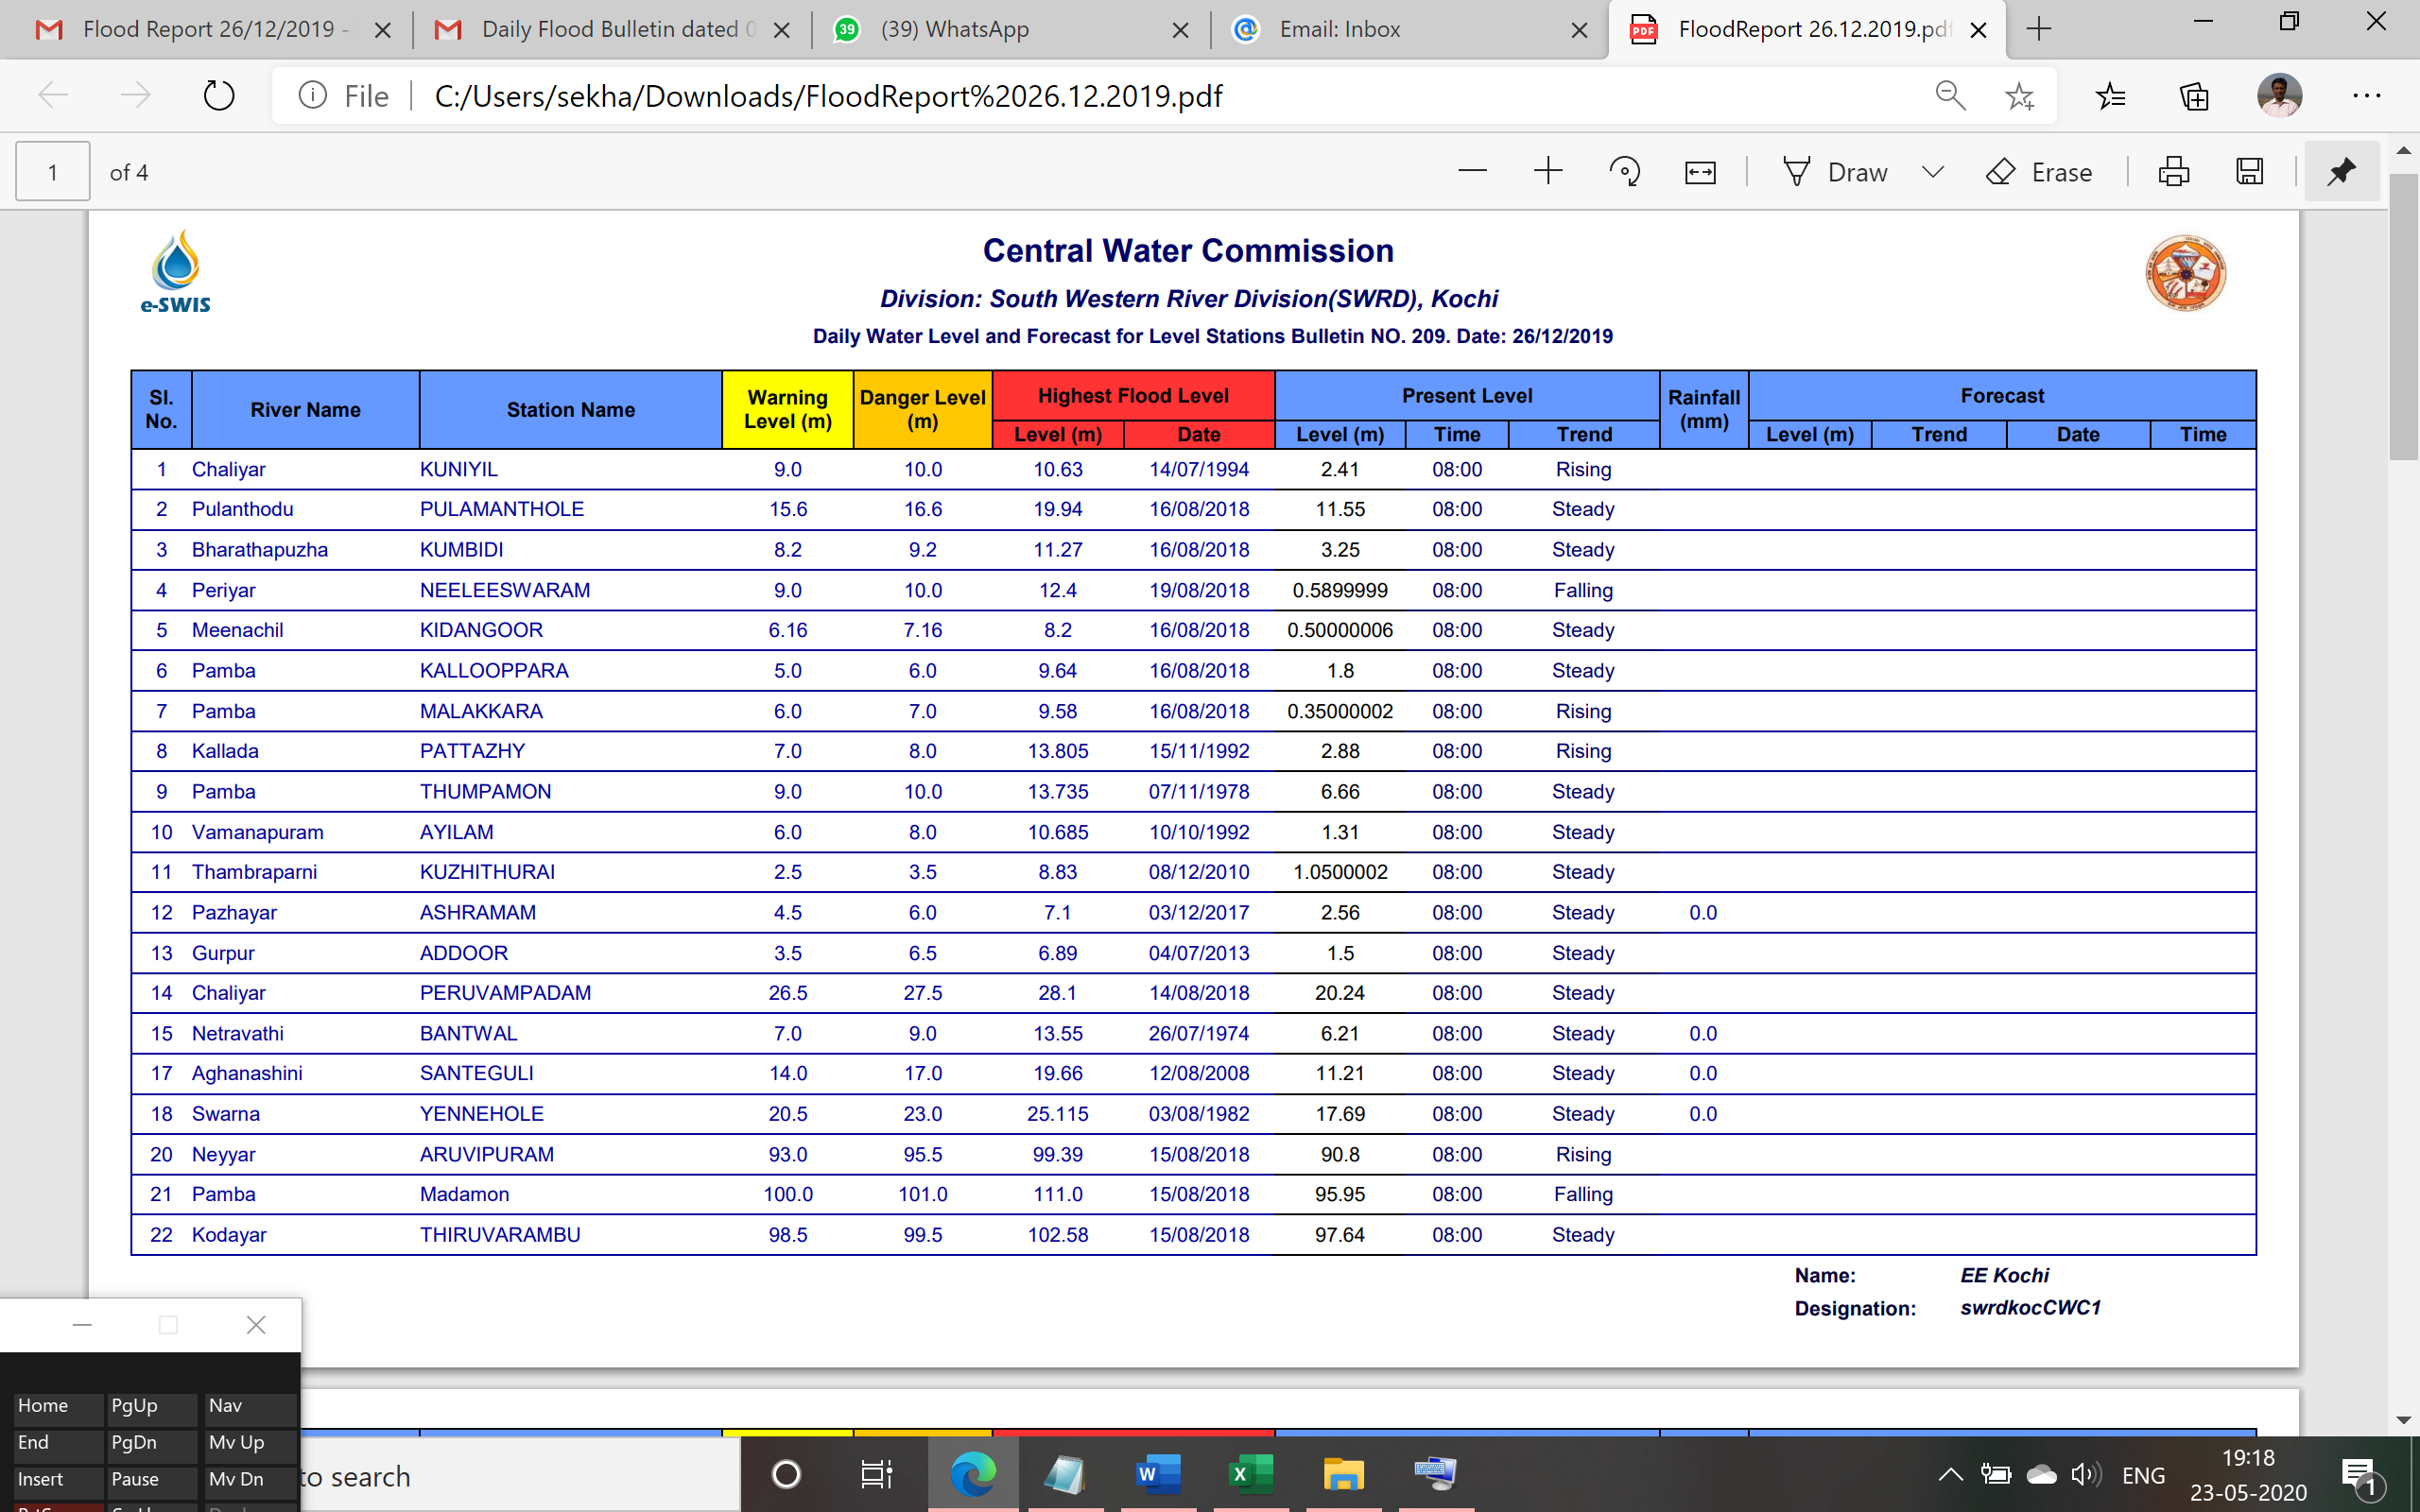 Flood Report 26/12/2019 -
Daily Flood Bulletin dated 0
39 (39) WhatsApp
Email: Inbox
PDF FloodReport 26.12.2019.pdf
File C:/Users/sekha/Downloads/FloodReport%2026.12.2019.pdf
1 of 4 Draw Erase
e-SWIS
Central Water Commission
Division: South Western River Division(SWRD), Kochi
Daily Water Level and Forecast for Level Stations Bulletin NO. 209. Date: 26/12/2019
Sl. No. River Name Station Name Warning Level (m) Danger Level (m) Highest Flood Level Present Level Rainfall (mm) Forecast
Level (m) Date Level (m) Time Trend Level (m) Trend Date Time
1 Chaliyar KUNIYIL 9.0 10.0 10.63 14/07/1994 2.41 08:00 Rising
2 Pulanthodu PULAMANTHOLE 15.6 16.6 19.94 16/08/2018 11.55 08:00 Steady
3 Bharathapuzha KUMBIDI 8.2 9.2 11.27 16/08/2018 3.25 08:00 Steady
4 Periyar NEELEESWARAM 9.0 10.0 12.4 19/08/2018 0.5899999 08:00 Falling
5 Meenachil KIDANGOOR 6.16 7.16 8.2 16/08/2018 0.50000006 08:00 Steady
6 Pamba KALLOOPPARA 5.0 6.0 9.64 16/08/2018 1.8 08:00 Steady
7 Pamba MALAKKARA 6.0 7.0 9.58 16/08/2018 0.35000002 08:00 Rising
8 Kallada PATTAZHY 7.0 8.0 13.805 15/11/1992 2.88 08:00 Rising
9 Pamba THUMPAMON 9.0 10.0 13.735 07/11/1978 6.66 08:00 Steady
10 Vamanapuram AYILAM 6.0 8.0 10.685 10/10/1992 1.31 08:00 Steady
11 Thambraparni KUZHITHURAI 2.5 3.5 8.83 08/12/2010 1.0500002 08:00 Steady
12 Pazhayar ASHRAMAM 4.5 6.0 7.1 03/12/2017 2.56 08:00 Steady 0.0
13 Gurpur ADDOOR 3.5 6.5 6.89 04/07/2013 1.5 08:00 Steady
14 Chaliyar PERUVAMPADAM 26.5 27.5 28.1 14/08/2018 20.24 08:00 Steady
15 Netravathi BANTWAL 7.0 9.0 13.55 26/07/1974 6.21 08:00 Steady 0.0
17 Aghanashini SANTEGULI 14.0 17.0 19.66 12/08/2008 11.21 08:00 Steady 0.0
18 Swarna YENNEHOLE 20.5 23.0 25.115 03/08/1982 17.69 08:00 Steady 0.0
20 Neyyar ARUVIPURAM 93.0 95.5 99.39 15/08/2018 90.8 08:00 Rising
21 Pamba Madamon 100.0 101.0 111.0 15/08/2018 95.95 08:00 Falling
22 Kodayar THIRUVARAMBU 98.5 99.5 102.58 15/08/2018 97.64 08:00 Steady
Name: EE Kochi
Designation: swrdkocCWC1
Home PgUp Nav
End PgDn Mv Up
Insert Pause Mv Dn
to search
ENG
19:18
23-05-2020
1